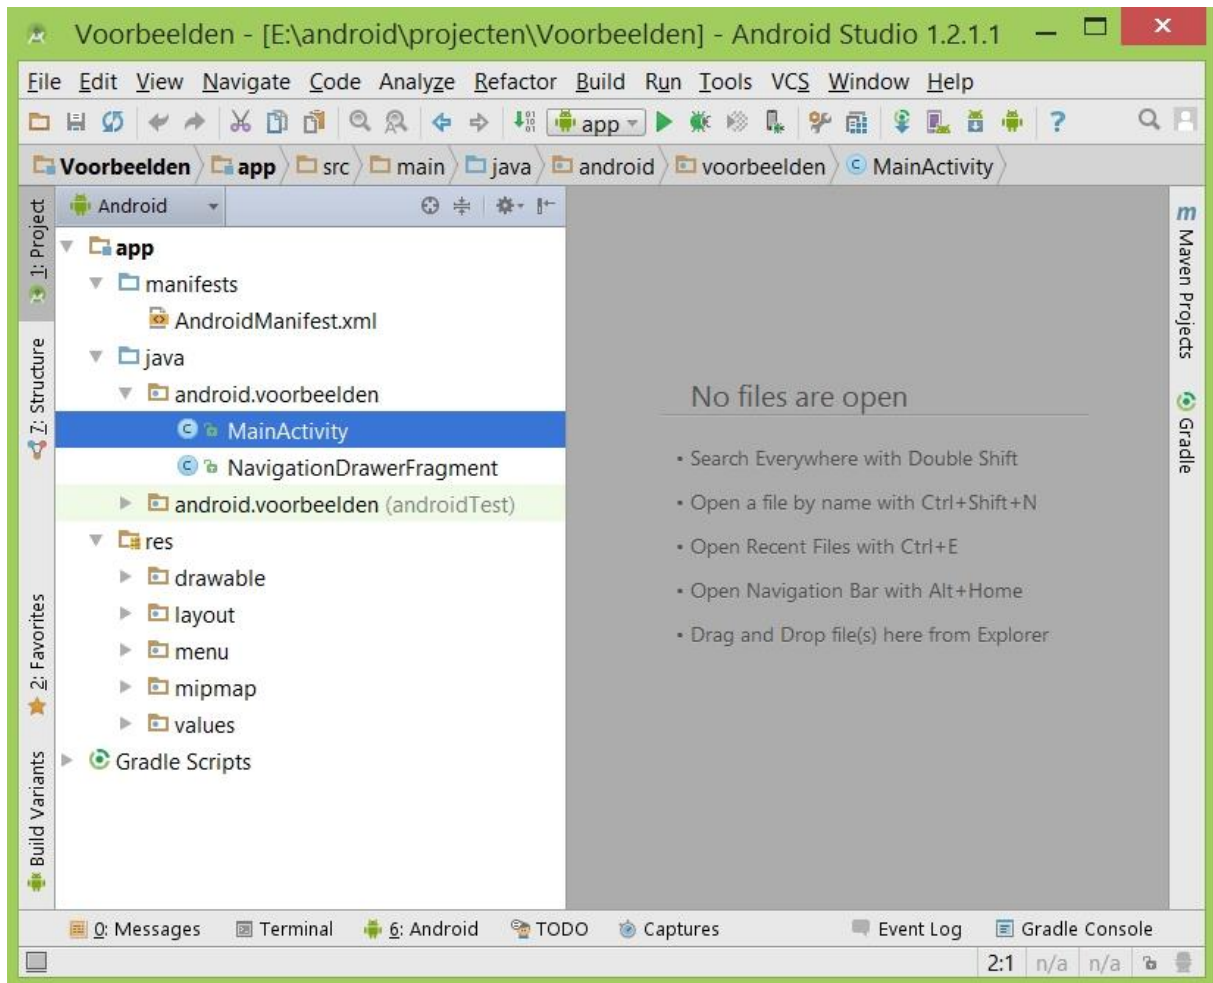 Voorbeelden - [E:\android\projecten\Voorbeelden] - Android Studio 1.2.1.1
File Edit View Navigate Code Analyze Refactor Build Run Tools VCS Window Help
app
?
Voorbeelden app src main java android voorbeelden MainActivity
1: Project
7: Structure
2: Favorites
Build Variants
Android
app
manifests
AndroidManifest.xml
java
android.voorbeelden
MainActivity
NavigationDrawerFragment
android.voorbeelden (androidTest)
res
drawable
layout
menu
mipmap
values
Gradle Scripts
No files are open
• Search Everywhere with Double Shift
• Open a file by name with Ctrl+Shift+N
• Open Recent Files with Ctrl+E
• Open Navigation Bar with Alt+Home
• Drag and Drop file(s) here from Explorer
m Maven Projects
Gradle
0: Messages Terminal 6: Android TODO Captures Event Log Gradle Console
2:1 n/a n/a